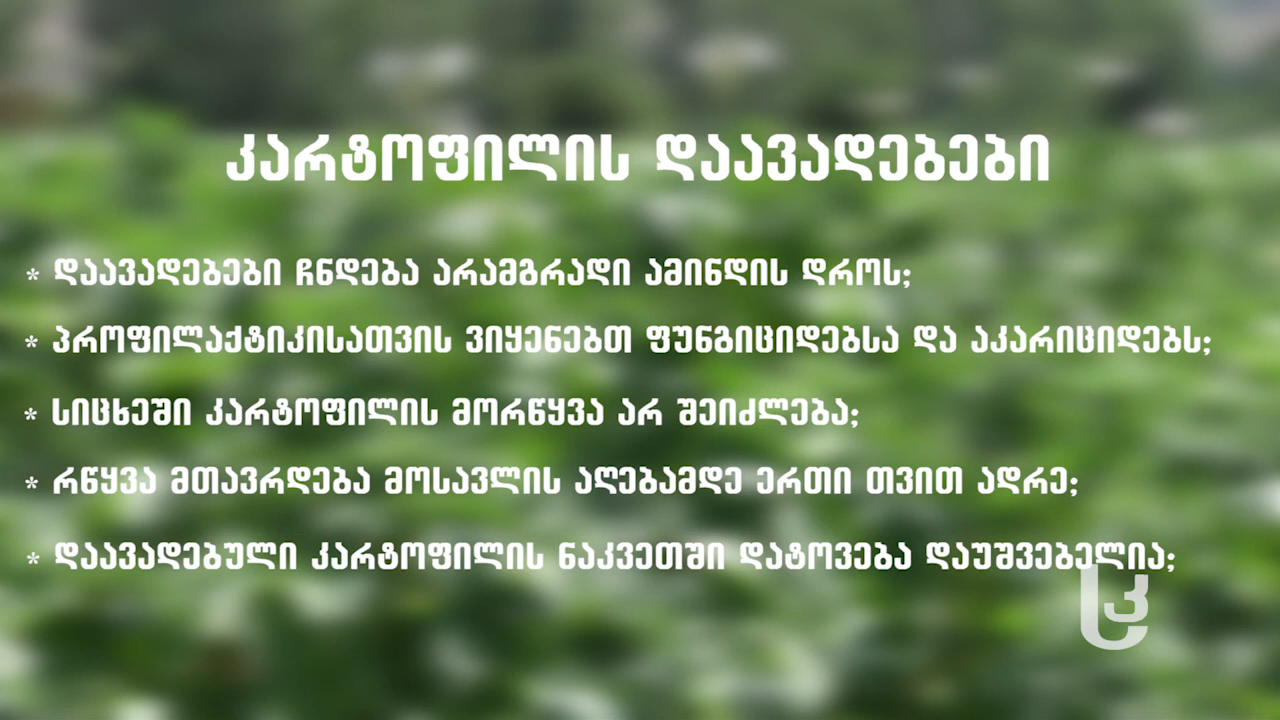 კარტოფილის დაავადებები
* დაავადებები ჩნდება არამგრადი ამინდის დროს;
* პროფილაქტიკისათვის ვიყენებთ ფუნგიციდებსა და აკარიციდებს;
* სიცხეში კარტოფილის მორწყვა არ შეიძლება;
* რწყვა მთავრდება მოსავლის აღებამდე ერთი თვით ადრე;
* დაავადებული კარტოფილის ნაკვეთში დატოვება დაუშვებელია;